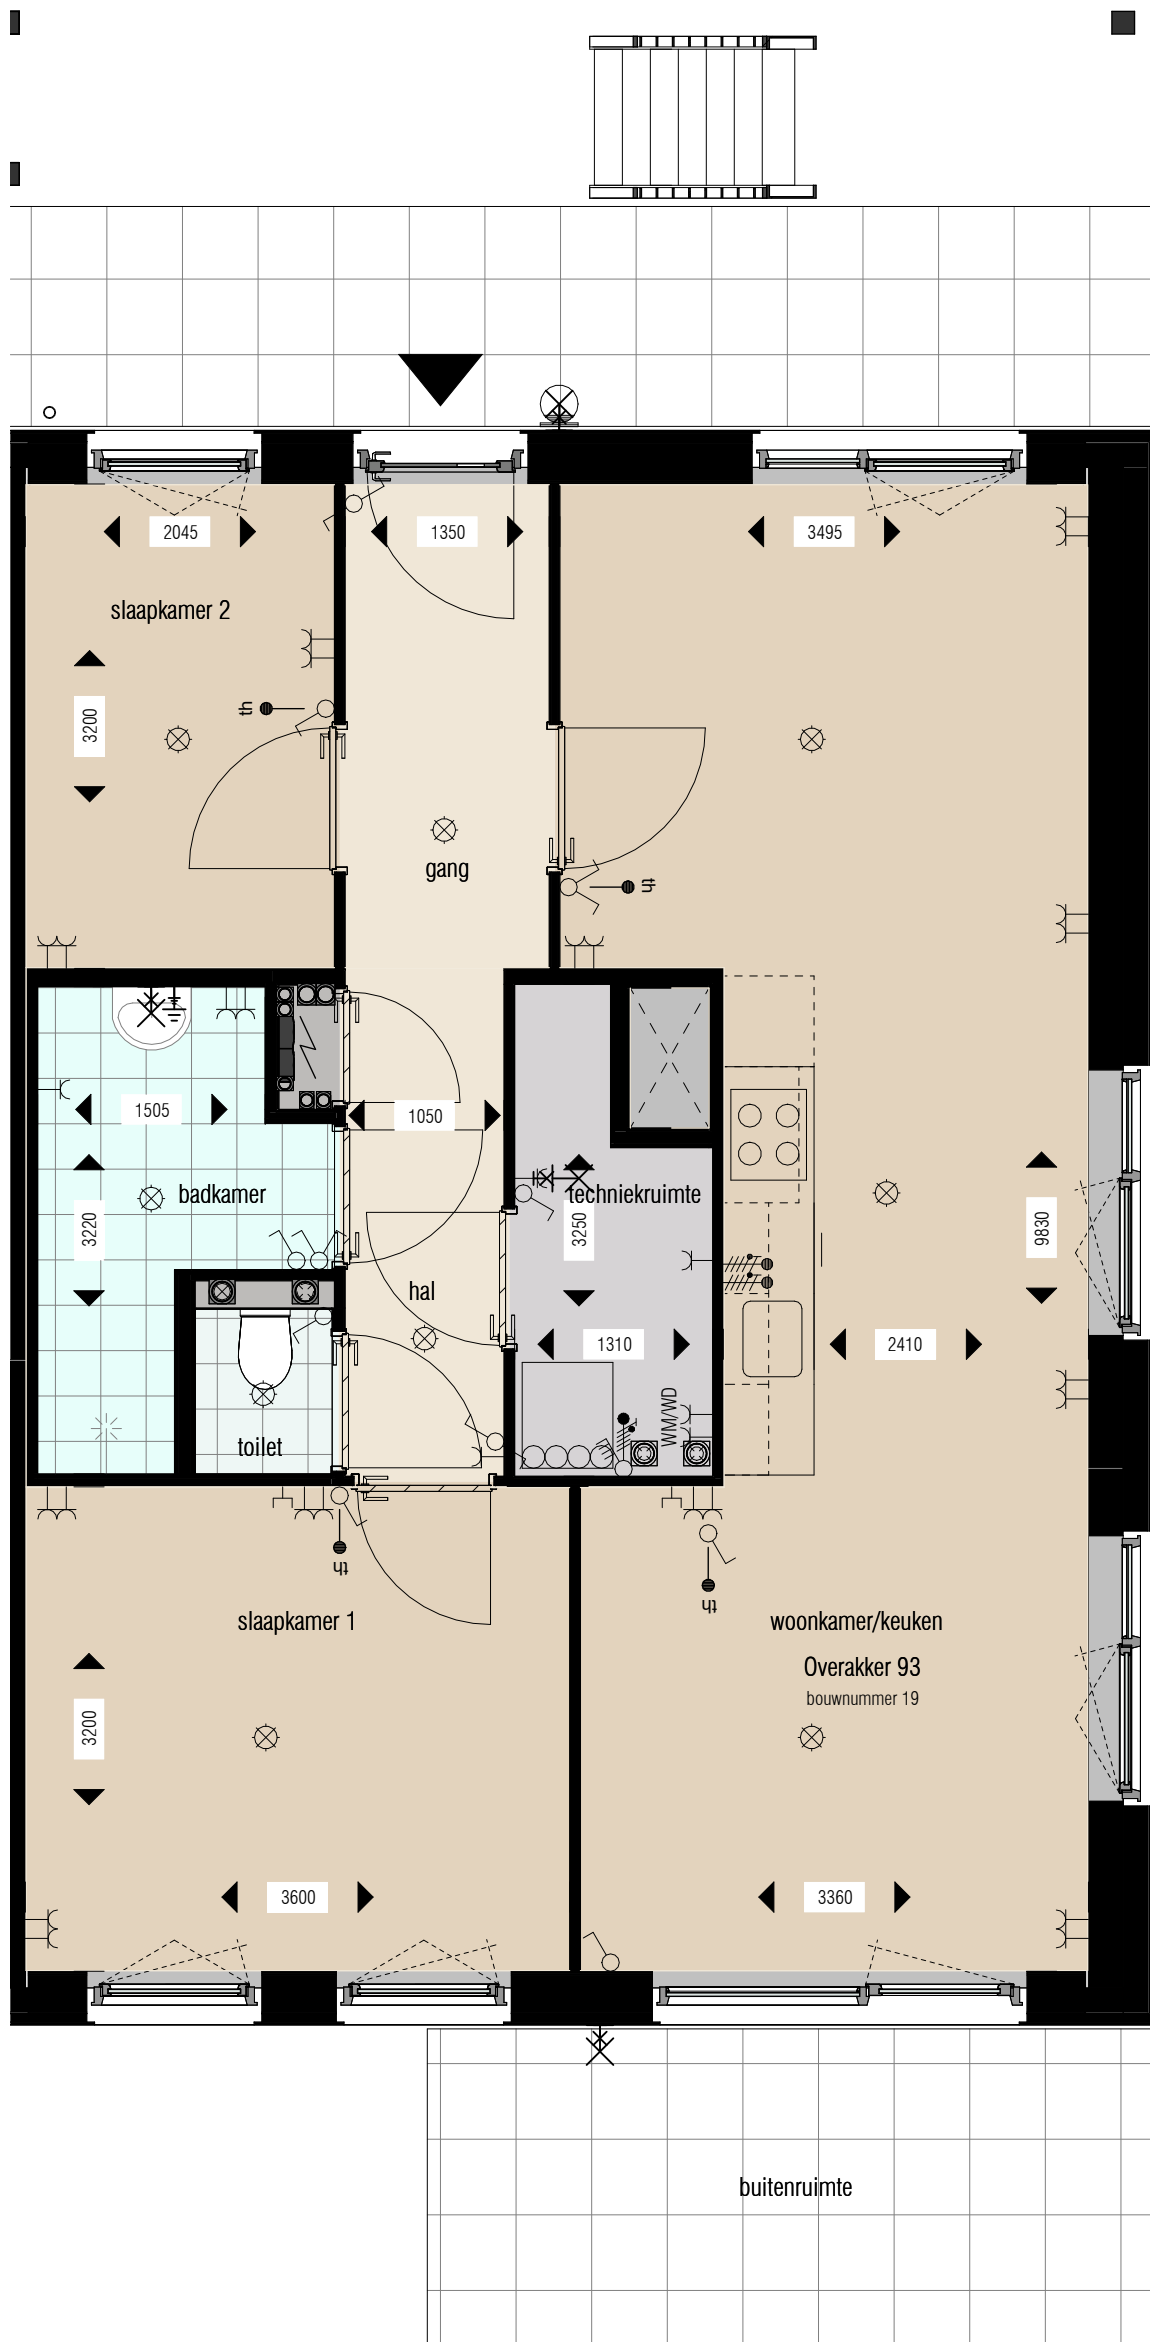 2045
1350
3495
slaapkamer 2
3200
th
gang
th
1505
1050
badkamer
techniekruimte
3220
3250
9830
hal
1310
2410
WM/WD
toilet
th
th
slaapkamer 1
woonkamer/keuken
Overakker 93
bouwnummer 19
3200
3600
3360
buitenruimte